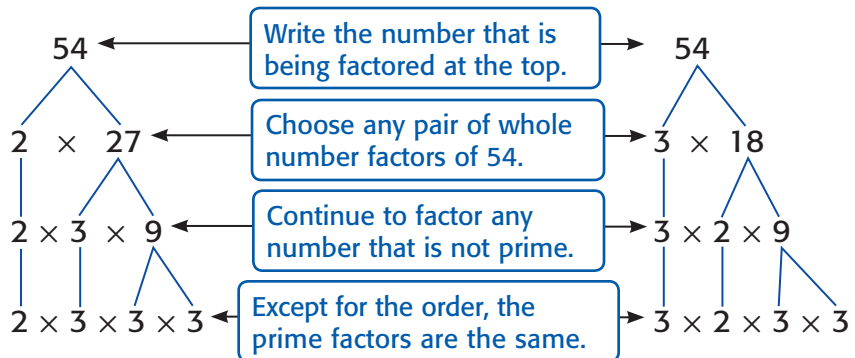 54
Write the number that is
being factored at the top.
54
2 × 27
Choose any pair of whole
number factors of 54.
3 × 18
2 × 3 × 9
Continue to factor any
number that is not prime.
3 × 2 × 9
2 × 3 × 3 × 3
Except for the order, the
prime factors are the same.
3 × 2 × 3 × 3